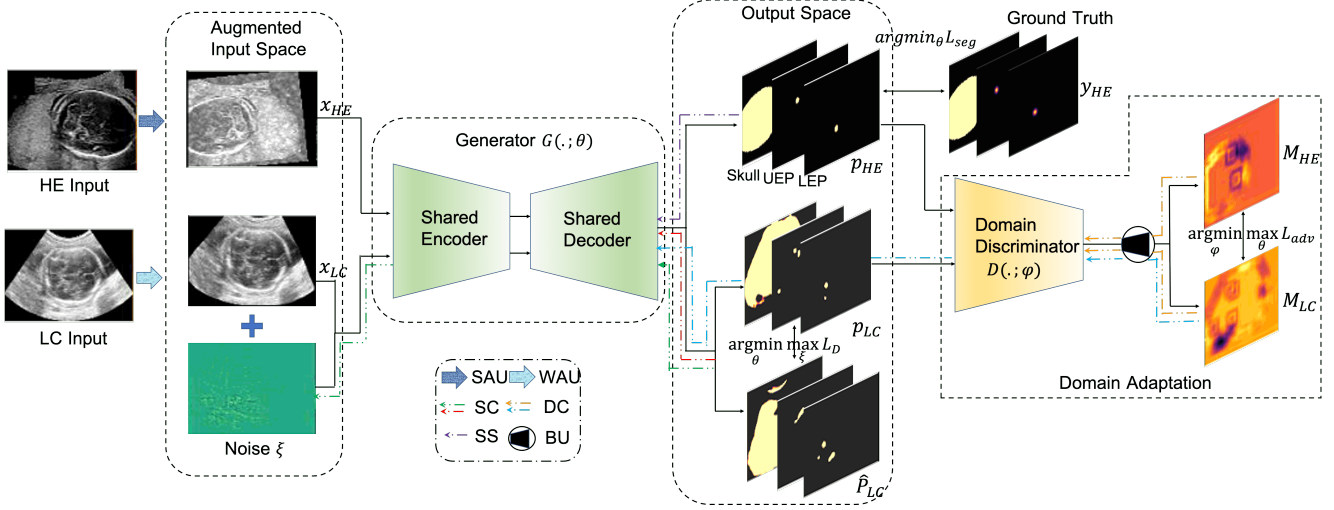 Augmented
Input Space
HE Input
LC Input
x_HE
x_LC
Noise ξ
Generator G(.;θ)
Shared
Encoder
Shared
Decoder
SAU
WAU
SC
DC
SS
BU
Output Space
Skull
UEP
LEP
p_HE
p_LC
argmin max L_D
θ ξ
P̂_LC
Ground Truth
argmin_θ L_seg
y_HE
Domain
Discriminator
D(.;φ)
M_HE
argmin max L_adv
φ θ
M_LC
Domain Adaptation